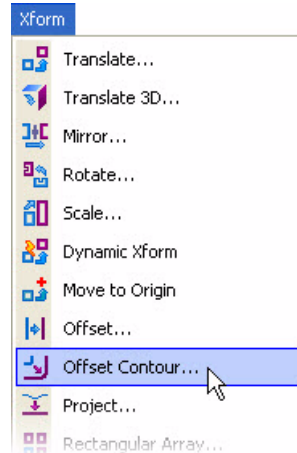 Xform
Translate...
Translate 3D...
Mirror...
Rotate...
Scale...
Dynamic Xform
Move to Origin
Offset...
Offset Contour...
Project...
Rectangular Array...